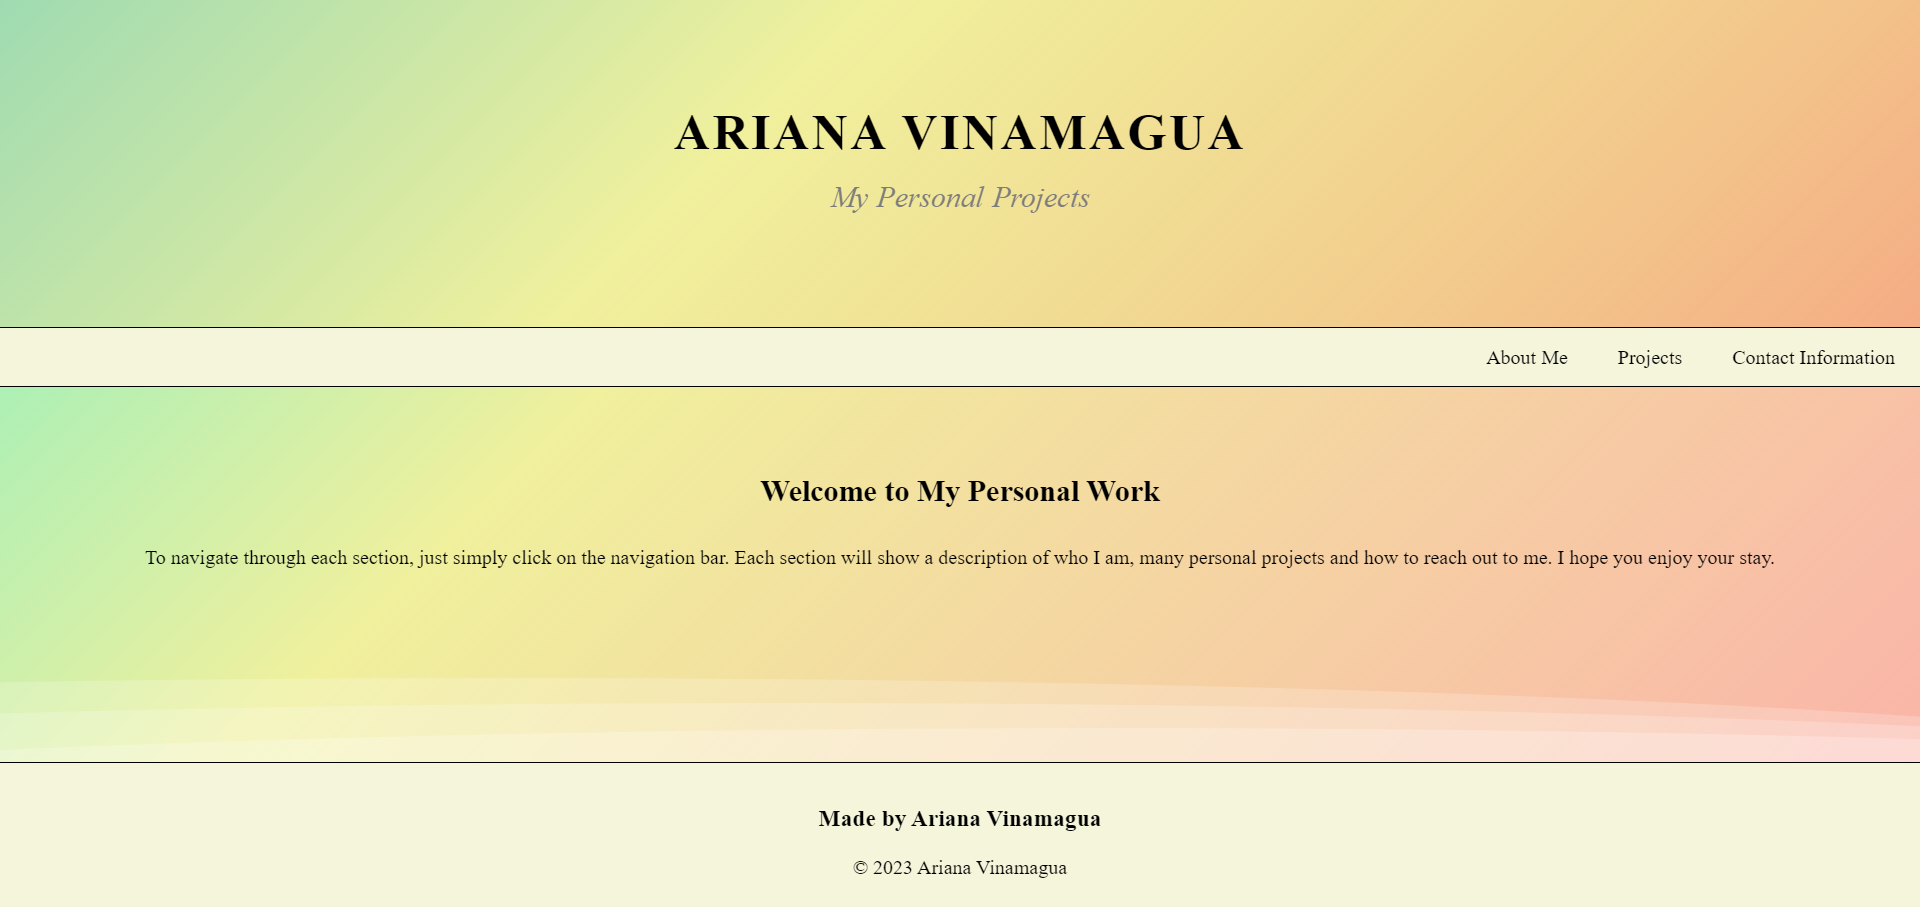 ARIANA VINAMAGUA
My Personal Projects
About Me Projects Contact Information
Welcome to My Personal Work
To navigate through each section, just simply click on the navigation bar. Each section will show a description of who I am, many personal projects and how to reach out to me. I hope you enjoy your stay.
Made by Ariana Vinamagua
© 2023 Ariana Vinamagua